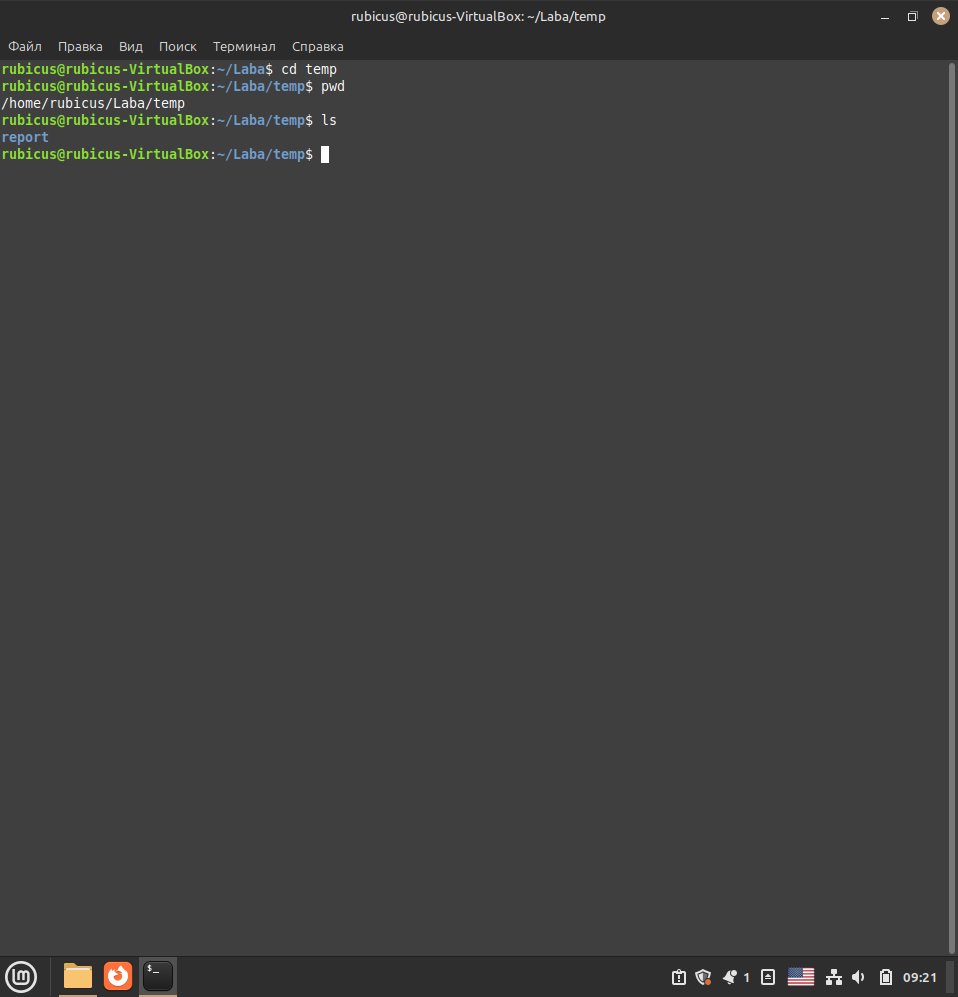 rubicus@rubicus-VirtualBox: ~/Laba/temp
Файл Правка Вид Поиск Терминал Справка
rubicus@rubicus-VirtualBox:~/Laba$ cd temp
rubicus@rubicus-VirtualBox:~/Laba/temp$ pwd
/home/rubicus/Laba/temp
rubicus@rubicus-VirtualBox:~/Laba/temp$ ls
report
rubicus@rubicus-VirtualBox:~/Laba/temp$
$_
1 09:21